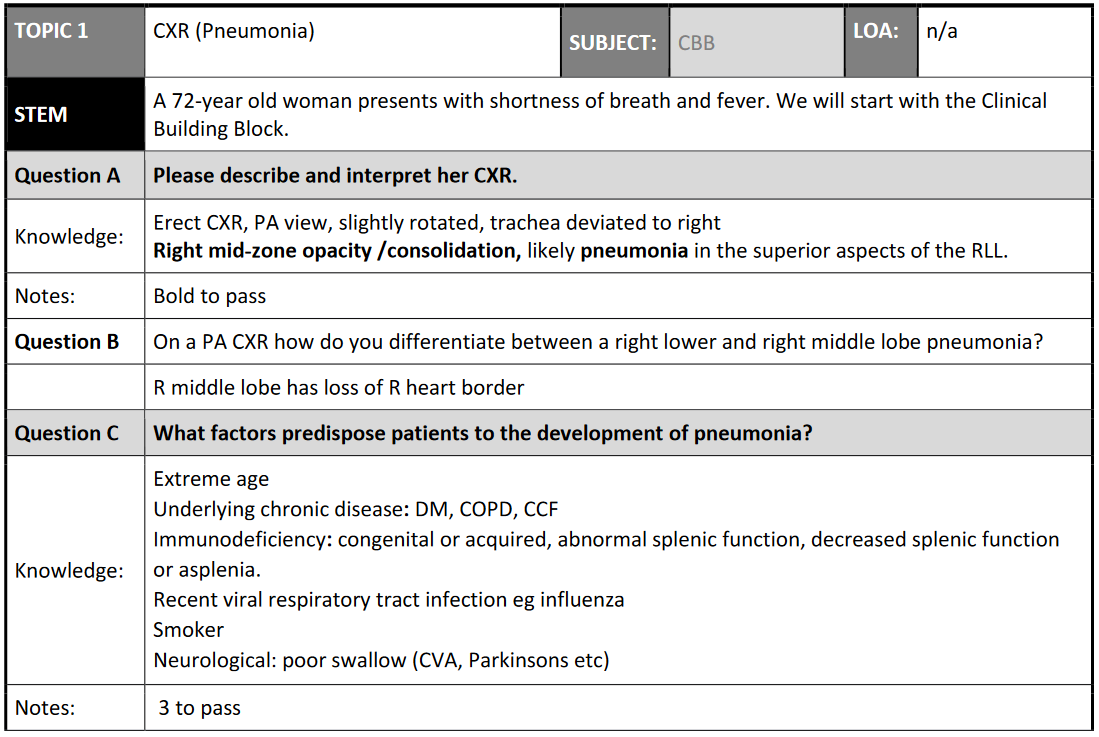 TOPIC 1 CXR (Pneumonia) SUBJECT: CBB LOA: n/a
STEM A 72-year old woman presents with shortness of breath and fever. We will start with the Clinical
Building Block.
Question A Please describe and interpret her CXR.
Knowledge: Erect CXR, PA view, slightly rotated, trachea deviated to right
Right mid-zone opacity /consolidation, likely pneumonia in the superior aspects of the RLL.
Notes: Bold to pass
Question B On a PA CXR how do you differentiate between a right lower and right middle lobe pneumonia?
R middle lobe has loss of R heart border
Question C What factors predispose patients to the development of pneumonia?
Knowledge: Extreme age
Underlying chronic disease: DM, COPD, CCF
Immunodeficiency: congenital or acquired, abnormal splenic function, decreased splenic function
or asplenia.
Recent viral respiratory tract infection eg influenza
Smoker
Neurological: poor swallow (CVA, Parkinsons etc)
Notes: 3 to pass